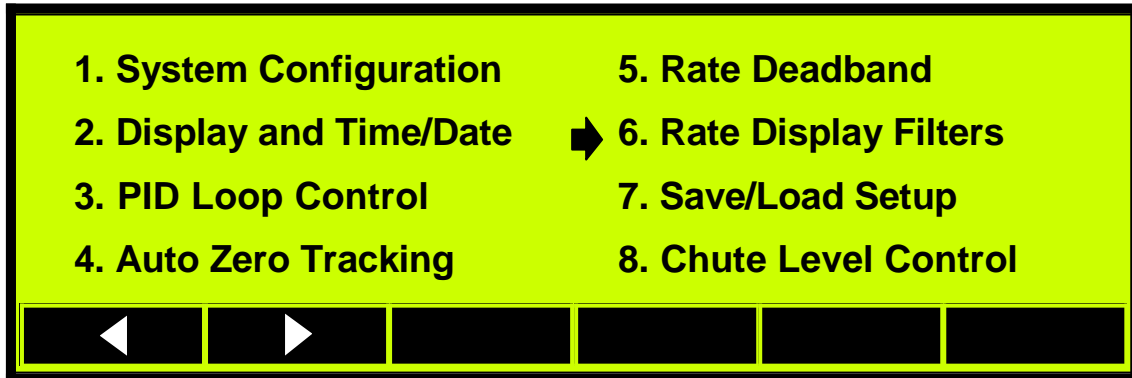 1. System Configuration
2. Display and Time/Date
3. PID Loop Control
4. Auto Zero Tracking
5. Rate Deadband
6. Rate Display Filters
7. Save/Load Setup
8. Chute Level Control